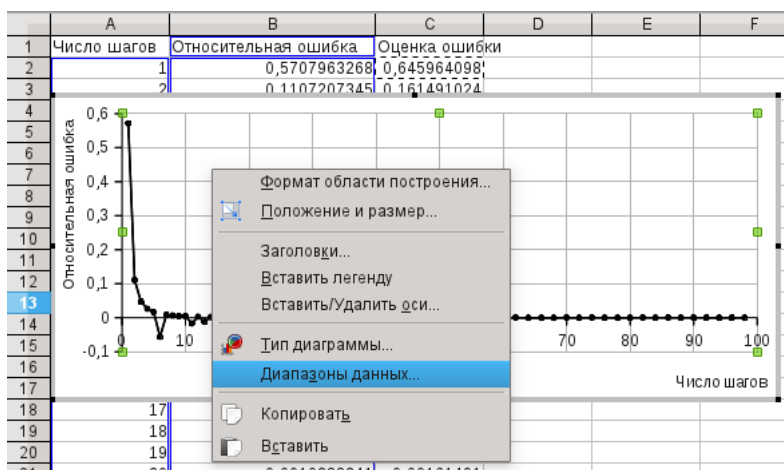 A B C D E F
1 Число шагов Относительная ошибка Оценка ошибки
2 1 0,5707963268 0,645964098
3 2 0,1107207345 0,161491024
4
5
6
7
8
9
10
11
12
13
14
15
16
17
Относительная ошибка
0,6
0,5
0,4
0,3
0,2
0,1
0
-0,1
0 10 70 80 90 100
Число шагов
Формат области построения...
Положение и размер...
Заголовки...
Вставить легенду
Вставить/Удалить оси...
Тип диаграммы...
Диапазоны данных...
Копировать
Вставить
18 17
19 18
20 19